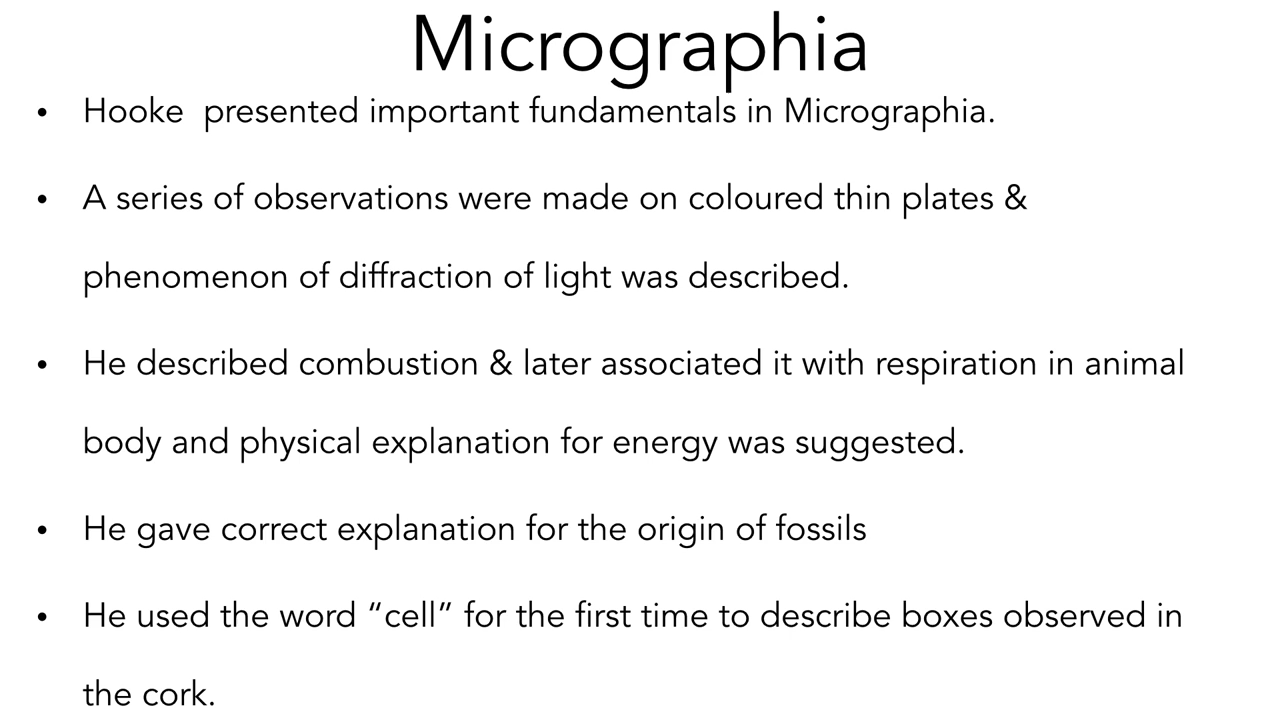 Micrographia
• Hooke  presented important fundamentals in Micrographia.
• A series of observations were made on coloured thin plates &
phenomenon of diffraction of light was described.
• He described combustion & later associated it with respiration in animal
body and physical explanation for energy was suggested.
• He gave correct explanation for the origin of fossils
• He used the word “cell” for the first time to describe boxes observed in
the cork.